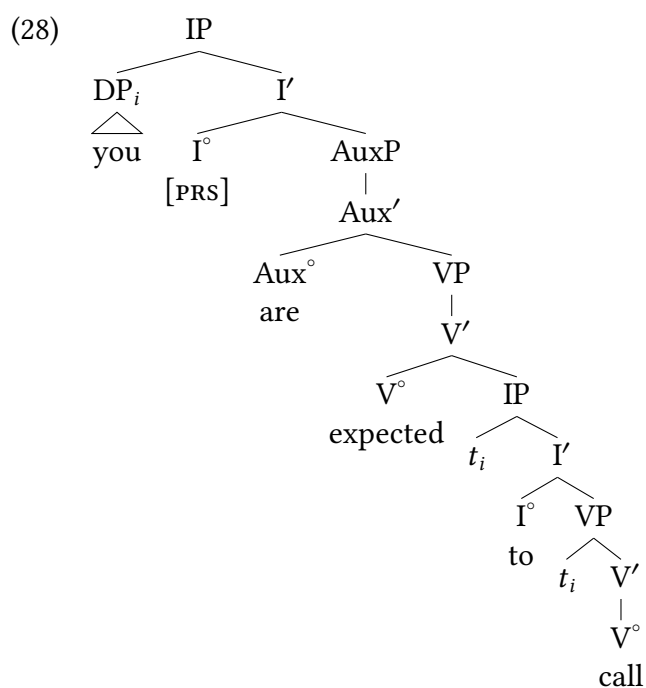 (28) IP
DPᵢ I′
you I° AuxP
[PRS]
Aux′
Aux° VP
are
V′
V° IP
expected tᵢ I′
I° VP
to tᵢ V′
V°
call